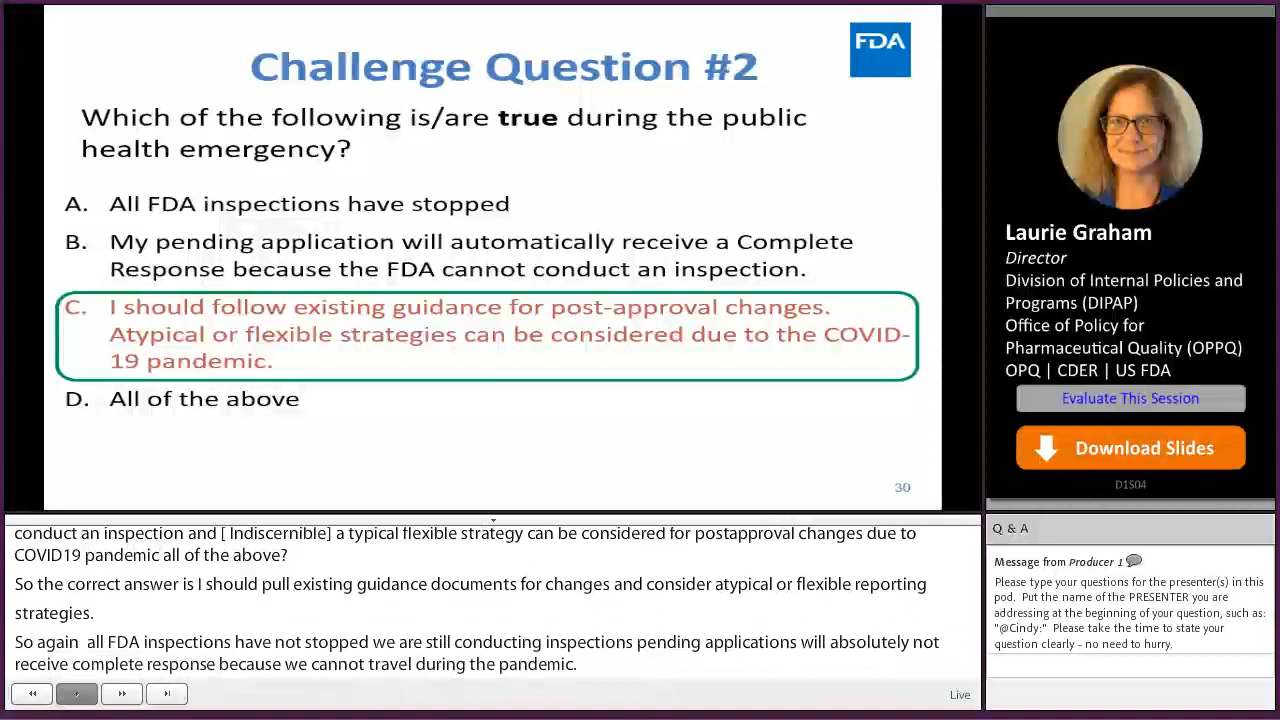 FDA
Challenge Question #2
Which of the following is/are true during the public
health emergency?
A. All FDA inspections have stopped
B. My pending application will automatically receive a Complete
Response because the FDA cannot conduct an inspection.
C. I should follow existing guidance for post-approval changes.
Atypical or flexible strategies can be considered due to the COVID-
19 pandemic.
D. All of the above
30
Laurie Graham
Director
Division of Internal Policies and
Programs (DIPAP)
Office of Policy for
Pharmaceutical Quality (OPPQ)
OPQ | CDER | US FDA
Evaluate This Session
Download Slides
D1S04
conduct an inspection and [ Indiscernible] a typical flexible strategy can be considered for postapproval changes due to
COVID19 pandemic all of the above?
So the correct answer is I should pull existing guidance documents for changes and consider atypical or flexible reporting
strategies.
So again all FDA inspections have not stopped we are still conducting inspections pending applications will absolutely not
receive complete response because we cannot travel during the pandemic.
Live
Q & A
Message from Producer 1
Please type your questions for the presenter(s) in this
pod. Put the name of the PRESENTER you are
addressing at the beginning of your question, such as:
"@Cindy:" Please take the time to state your
question clearly - no need to hurry.